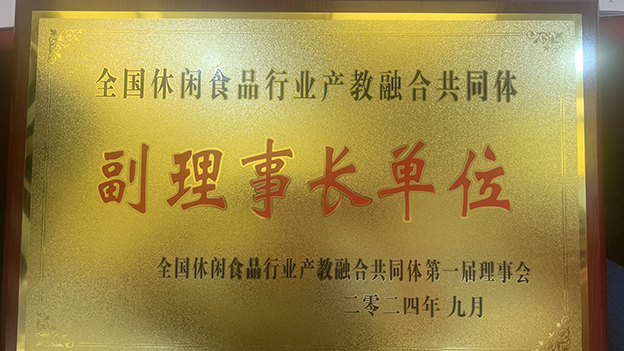 全国休闲食品行业产教融合共同体
副理事长单位
全国休闲食品行业产教融合共同体第一届理事会
二零二四年 九月